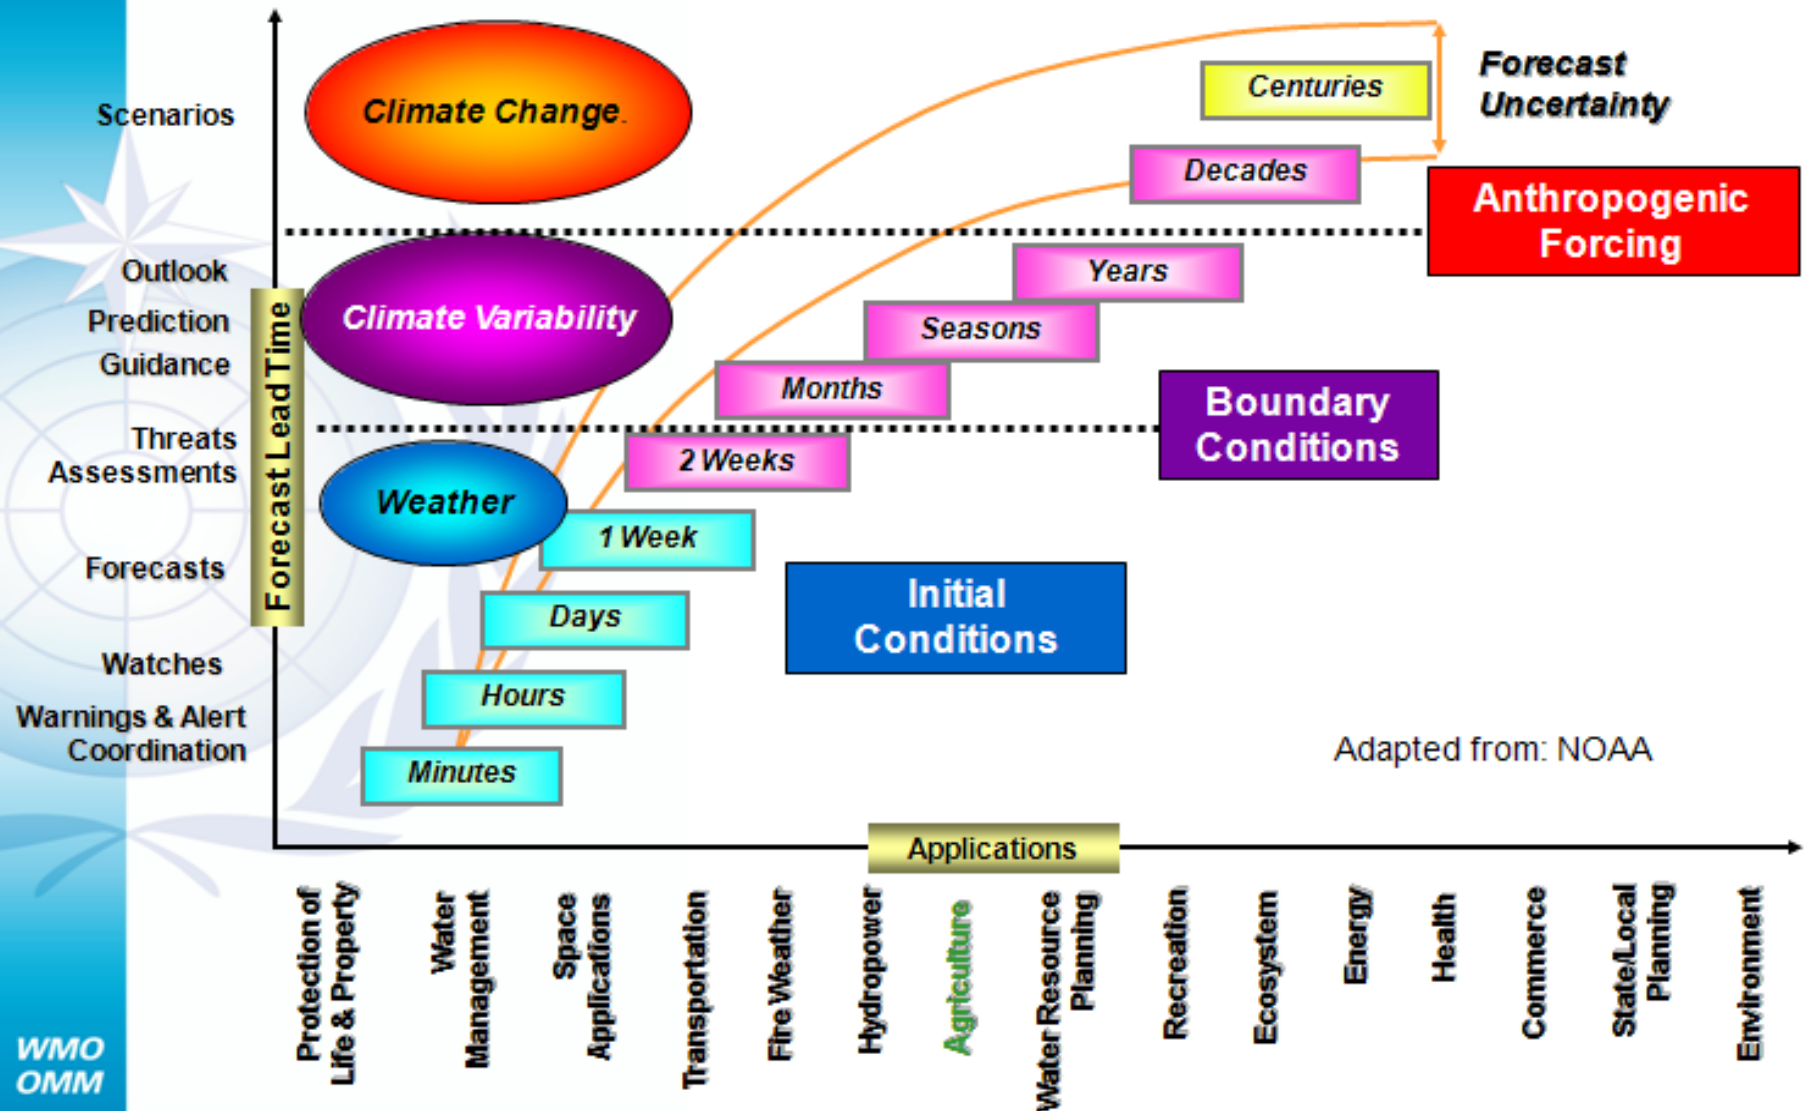 Scenarios
Outlook
Prediction
Guidance
Threats
Assessments
Forecasts
Watches
Warnings & Alert
Coordination
Forecast Lead Time
Climate Change.
Climate Variability
Weather
Centuries
Decades
Years
Seasons
Months
2 Weeks
1 Week
Days
Hours
Minutes
Forecast
Uncertainty
Anthropogenic
Forcing
Boundary
Conditions
Initial
Conditions
Adapted from: NOAA
Applications
Protection of
Life & Property
Water
Management
Space
Applications
Transportation
Fire Weather
Hydropower
Agriculture
Water Resource
Planning
Recreation
Ecosystem
Energy
Health
Commerce
State/Local
Planning
Environment
WMO
OMM